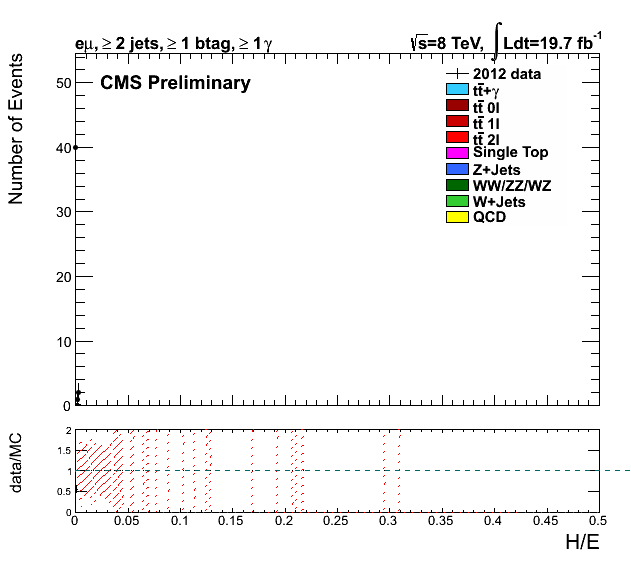 eμ, ≥ 2 jets, ≥ 1 btag, ≥ 1γ
√s=8 TeV, ∫Ldt=19.7 fb⁻¹
CMS Preliminary
2012 data
tt̄+γ
tt̄ 0l
tt̄ 1l
tt̄ 2l
Single Top
Z+Jets
WW/ZZ/WZ
W+Jets
QCD
Number of Events
50
40
30
20
10
0
data/MC
2
1.5
1
0.5
0
0 0.05 0.1 0.15 0.2 0.25 0.3 0.35 0.4 0.45 0.5
H/E